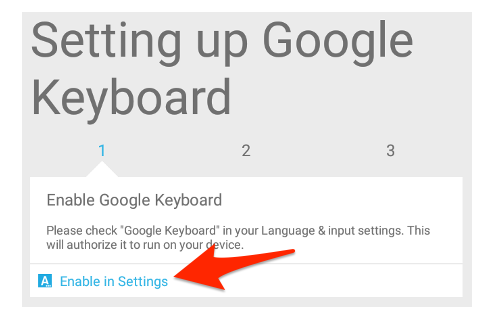 Setting up Google
Keyboard
1 2 3
Enable Google Keyboard
Please check "Google Keyboard" in your Language & input settings. This
will authorize it to run on your device.
A Enable in Settings